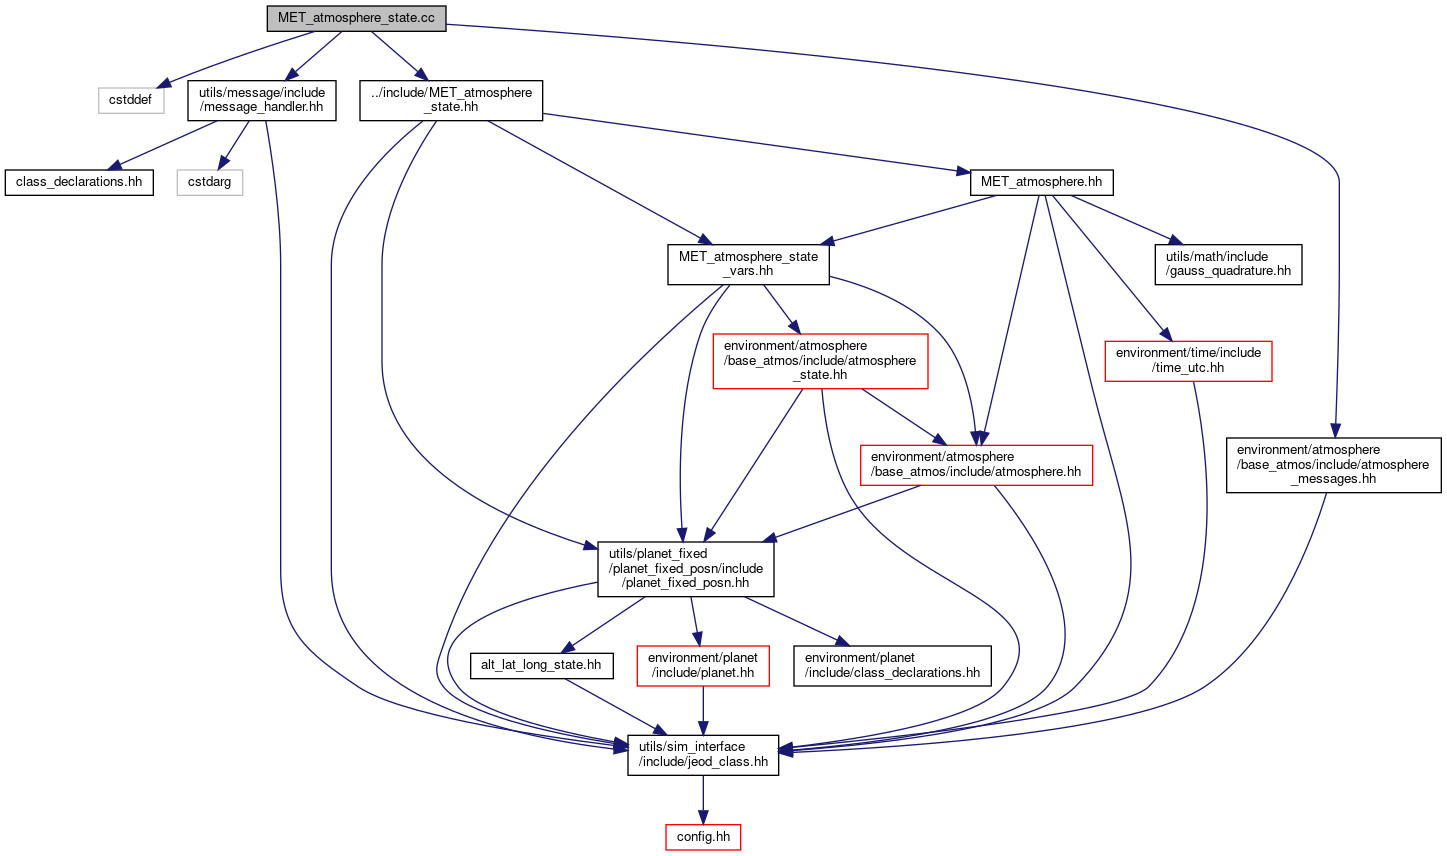 MET_atmosphere_state.cc
cstddef
utils/message/include
/message_handler.hh
../include/MET_atmosphere
_state.hh
class_declarations.hh
cstdarg
MET_atmosphere.hh
MET_atmosphere_state
_vars.hh
utils/math/include
/gauss_quadrature.hh
environment/atmosphere
/base_atmos/include/atmosphere
_state.hh
environment/time/include
/time_utc.hh
environment/atmosphere
/base_atmos/include/atmosphere.hh
environment/atmosphere
/base_atmos/include/atmosphere
_messages.hh
utils/planet_fixed
/planet_fixed_posn/include
/planet_fixed_posn.hh
alt_lat_long_state.hh
environment/planet
/include/planet.hh
environment/planet
/include/class_declarations.hh
utils/sim_interface
/include/jeod_class.hh
config.hh